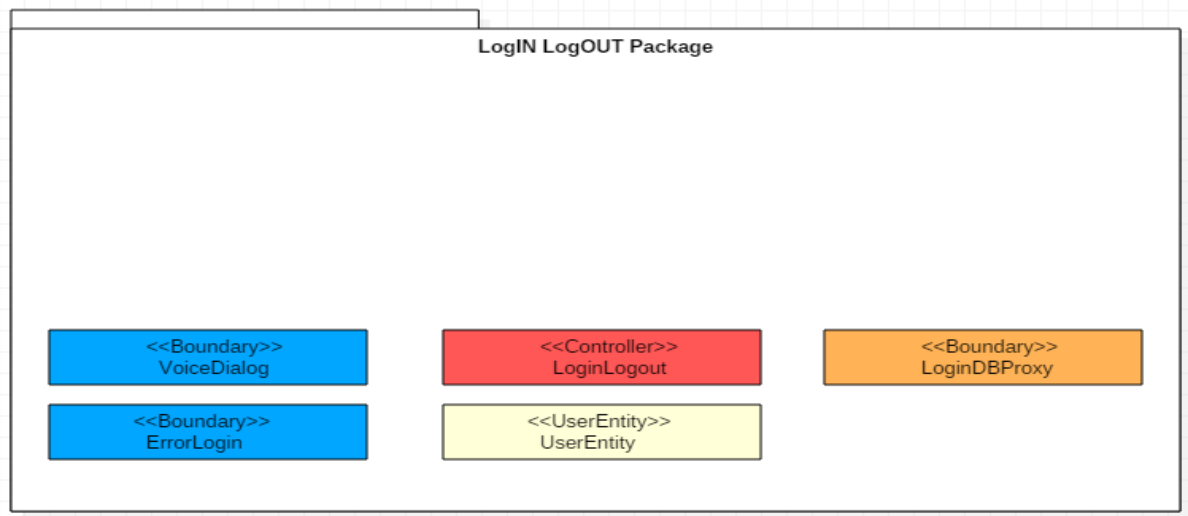 LogIN LogOUT Package
<<Boundary>>
VoiceDialog
<<Controller>>
LoginLogout
<<Boundary>>
LoginDBProxy
<<Boundary>>
ErrorLogin
<<UserEntity>>
UserEntity